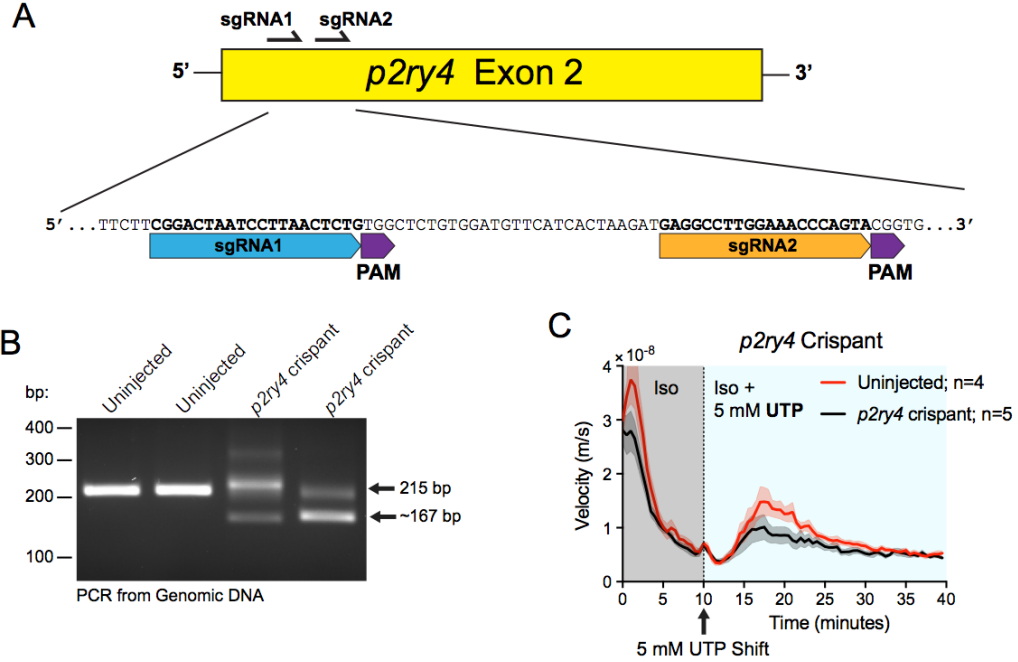 A
sgRNA1 sgRNA2
5’ p2ry4 Exon 2 3’
5’...TTCTTCGGACTAATCCTTAACTCTGTGGCTCTGTGGATGTTCATCACTAAGATGAGGCCTTGGAAACCCAGTACGGTG...3’
sgRNA1 sgRNA2
PAM PAM
B
Uninjected Uninjected p2ry4 crispant p2ry4 crispant
bp:
400
300
200
100
215 bp
~167 bp
PCR from Genomic DNA
C
p2ry4 Crispant
×10-8
Iso
Iso +
5 mM UTP
Uninjected; n=4
p2ry4 crispant; n=5
Velocity (m/s)
4
3
2
1
0
0 5 10 15 20 25 30 35 40
Time (minutes)
5 mM UTP Shift